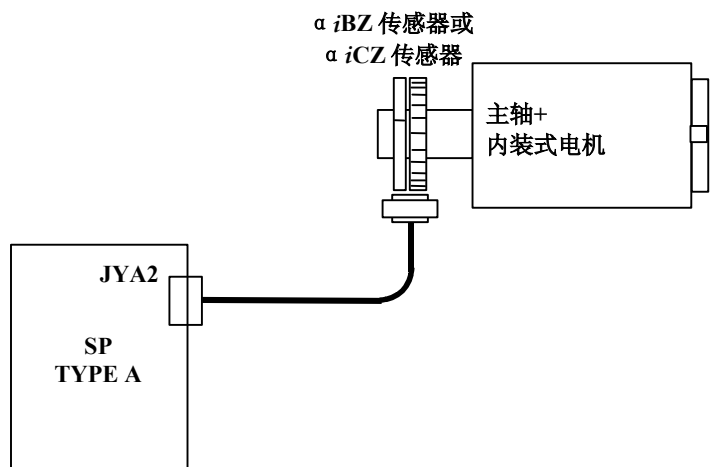 α iBZ 传感器或
α iCZ 传感器
主轴+
内装式电机
JYA2
SP
TYPE A